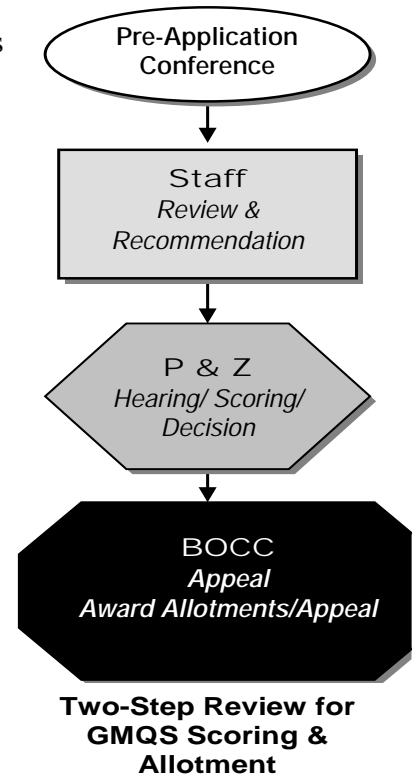 s
Pre-Application
Conference
Staff
Review &
Recommendation
P & Z
Hearing/ Scoring/
Decision
BOCC
Appeal
Award Allotments/Appeal
Two-Step Review for
GMQS Scoring &
Allotment